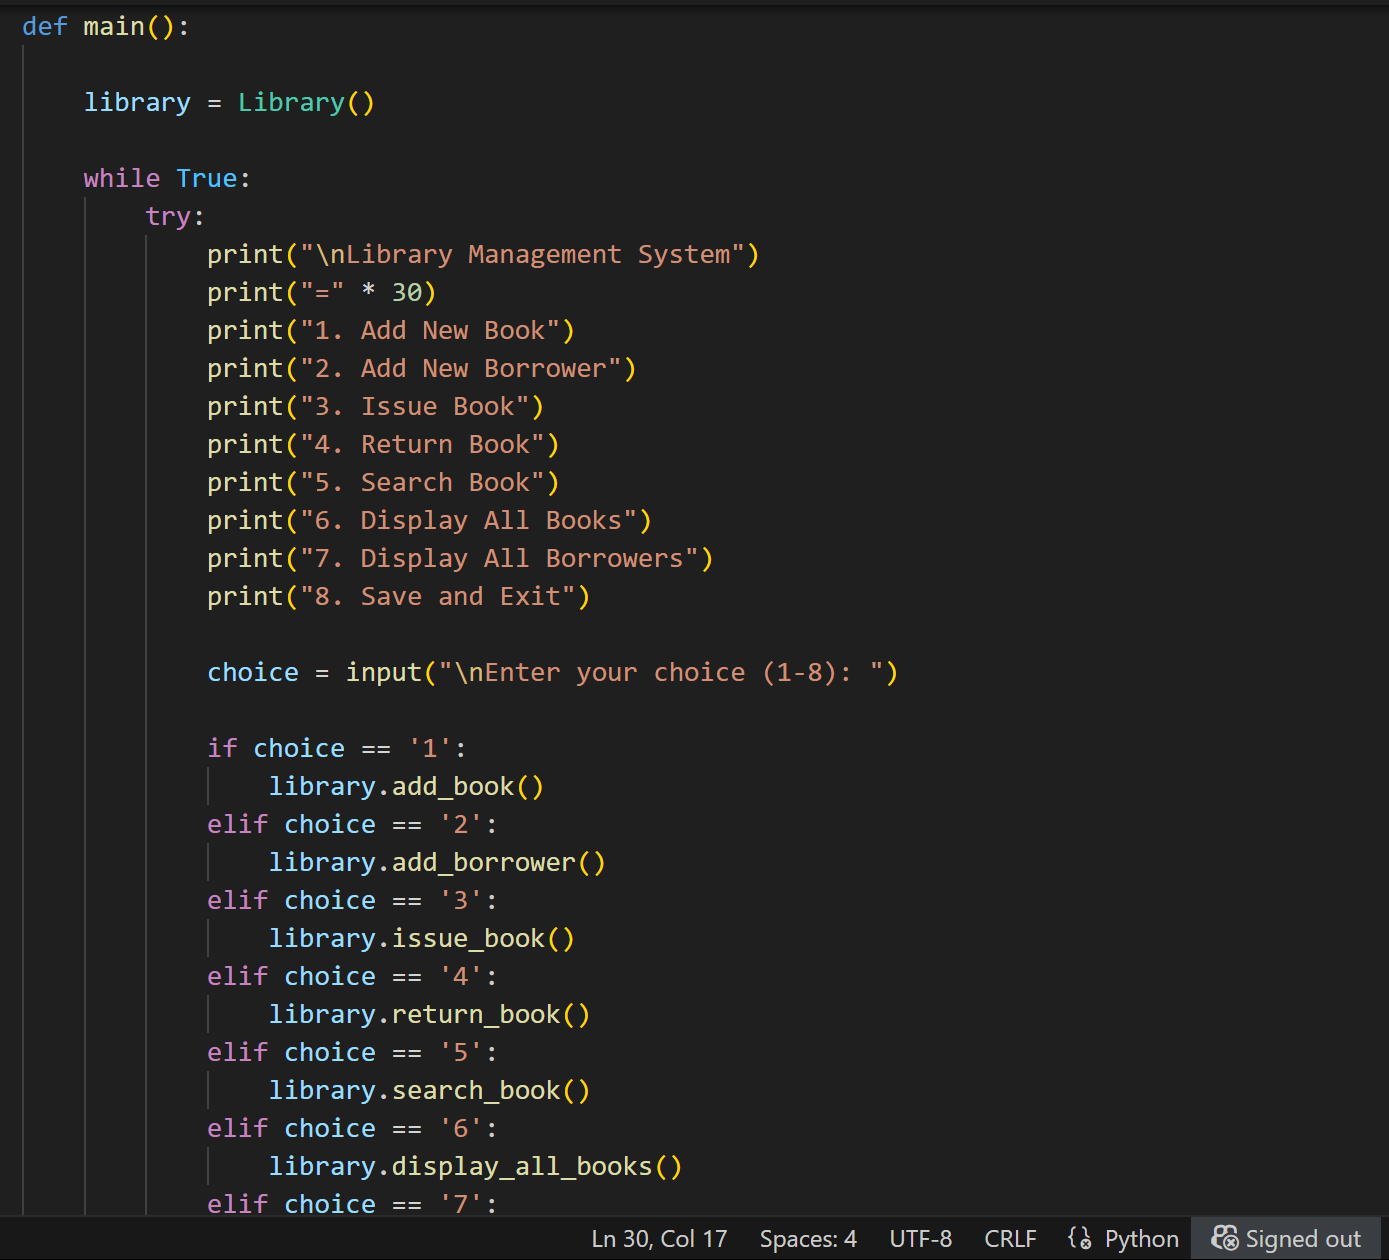 def main():
    library = Library()
    while True:
        try:
            print("\nLibrary Management System")
            print("=" * 30)
            print("1. Add New Book")
            print("2. Add New Borrower")
            print("3. Issue Book")
            print("4. Return Book")
            print("5. Search Book")
            print("6. Display All Books")
            print("7. Display All Borrowers")
            print("8. Save and Exit")
            choice = input("\nEnter your choice (1-8): ")
            if choice == '1':
                library.add_book()
            elif choice == '2':
                library.add_borrower()
            elif choice == '3':
                library.issue_book()
            elif choice == '4':
                library.return_book()
            elif choice == '5':
                library.search_book()
            elif choice == '6':
                library.display_all_books()
            elif choice == '7':
Ln 30, Col 17 Spaces: 4 UTF-8 CRLF Python Signed out